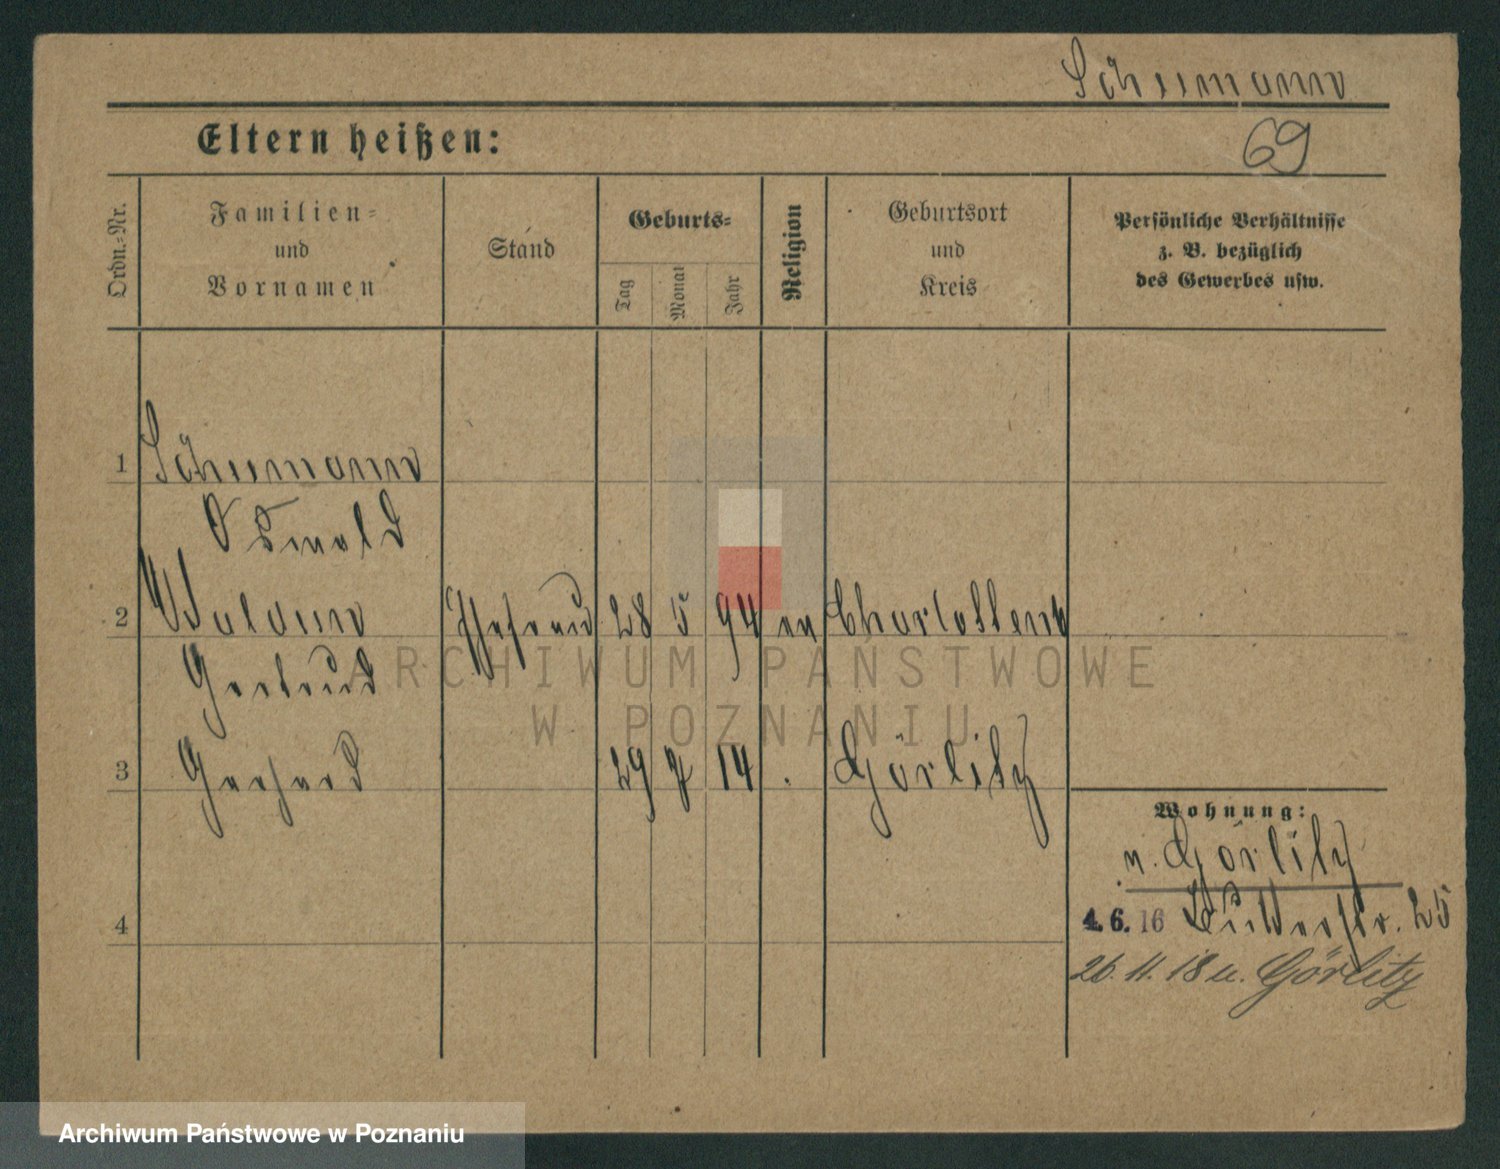 Schumann
Eltern heißen:
69
Ordn.-Nr.
Familien-
und
Vornamen
Stand
Geburts-
Tag
Monat
Jahr
Religion
Geburtsort
und
Kreis
Persönliche Verhältnisse
z. B. bezüglich
des Gewerbes usw.
1 Schumann
Oswald
2 Ehefrau 28 5 94 ev Charlottenb
Gertrud
3 Gerhard 29 7 14 . Görlitz
Wohnung:
n. Görlitz
4.6.16 25
4
26.11.18 n. Görlitz
ARCHIWUM PAŃSTWOWE
W POZNANIU
Archiwum Państwowe w Poznaniu